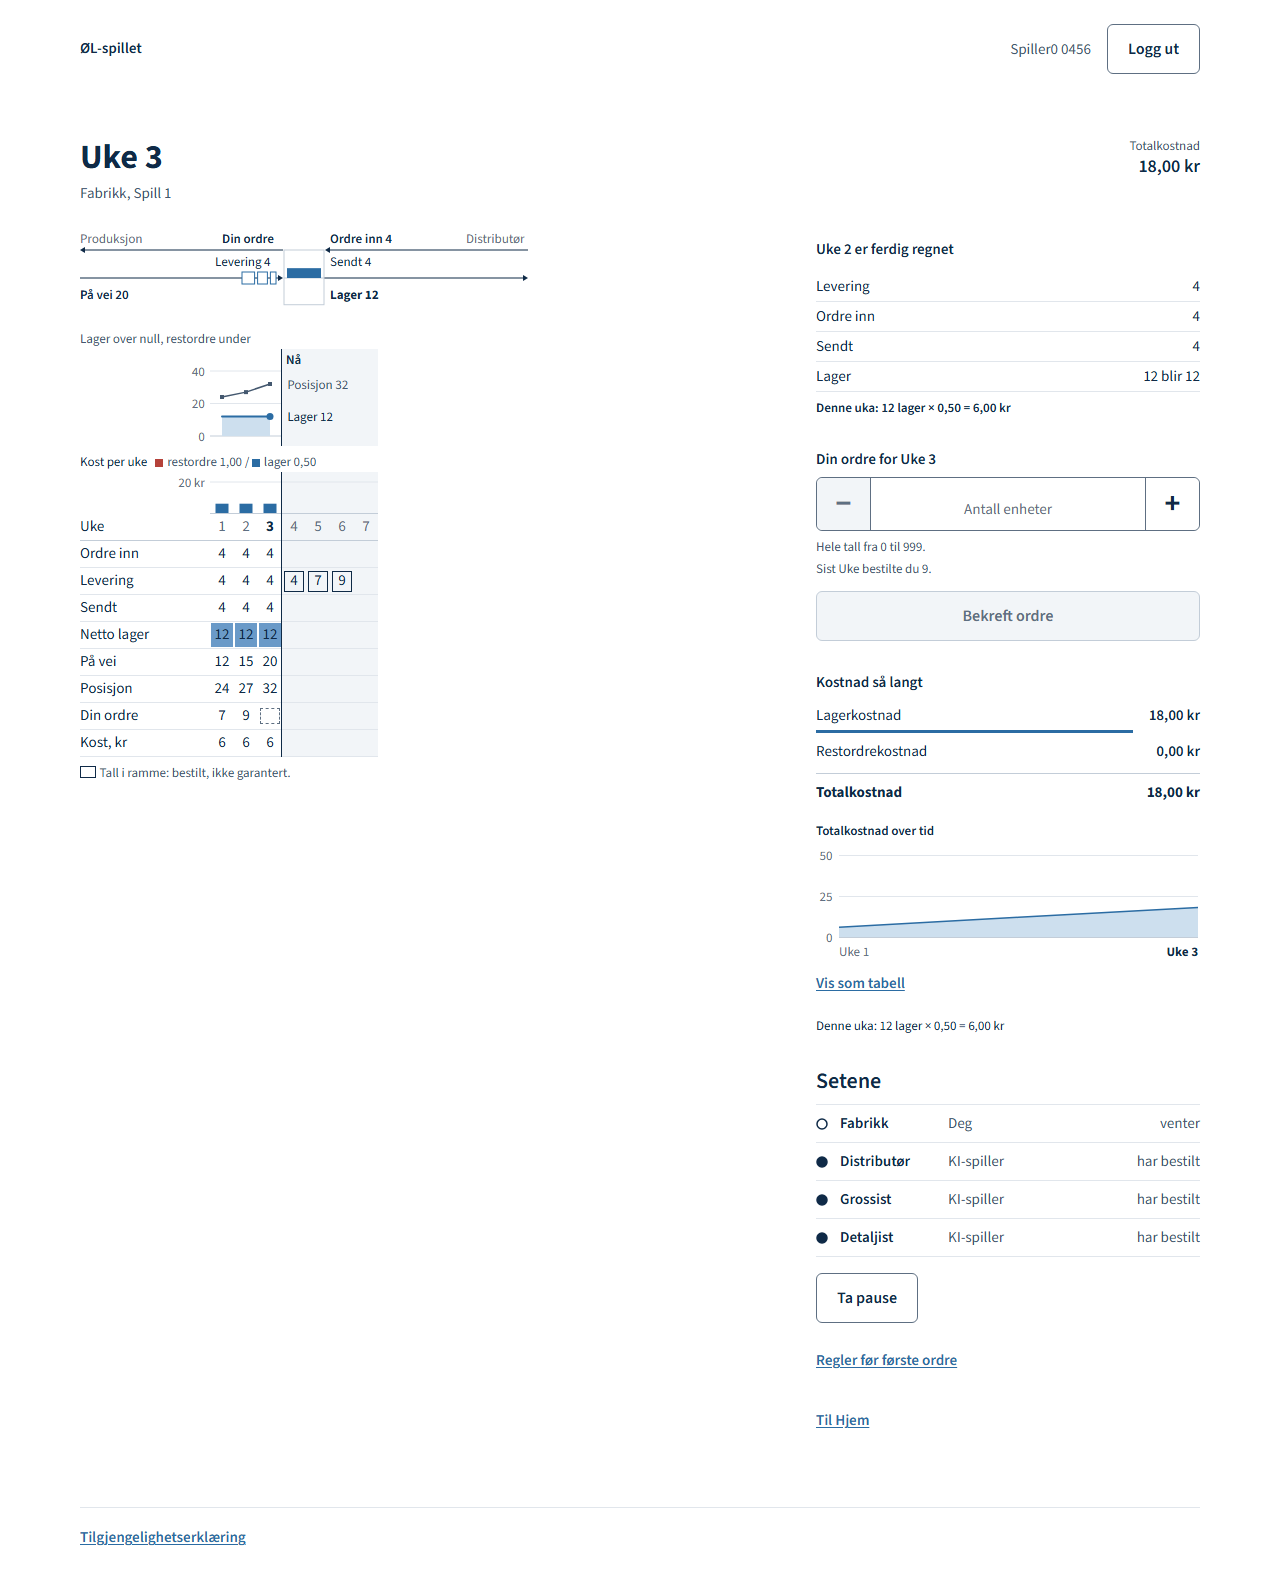 ØL-spillet
Spiller0 0456
Logg ut
Uke 3
Totalkostnad
18,00 kr
Fabrikk, Spill 1
Produksjon Din ordre Ordre inn 4 Distributør
Levering 4 Sendt 4
På vei 20 Lager 12
Lager over null, restordre under
Nå
40
Posisjon 32
20
Lager 12
0
Kost per uke restordre 1,00 / lager 0,50
20 kr
Uke 1 2 3 4 5 6 7
Ordre inn 4 4 4
Levering 4 4 4 4 7 9
Sendt 4 4 4
Netto lager 12 12 12
På vei 12 15 20
Posisjon 24 27 32
Din ordre 7 9
Kost, kr 6 6 6
Tall i ramme: bestilt, ikke garantert.
Uke 2 er ferdig regnet
Levering 4
Ordre inn 4
Sendt 4
Lager 12 blir 12
Denne uka: 12 lager × 0,50 = 6,00 kr
Din ordre for Uke 3
− Antall enheter +
Hele tall fra 0 til 999.
Sist Uke bestilte du 9.
Bekreft ordre
Kostnad så langt
Lagerkostnad 18,00 kr
Restordrekostnad 0,00 kr
Totalkostnad 18,00 kr
Totalkostnad over tid
50
25
0
Uke 1 Uke 3
Vis som tabell
Denne uka: 12 lager × 0,50 = 6,00 kr
Setene
Fabrikk Deg venter
Distributør KI-spiller har bestilt
Grossist KI-spiller har bestilt
Detaljist KI-spiller har bestilt
Ta pause
Regler før første ordre
Til Hjem
Tilgjengelighetserklæring